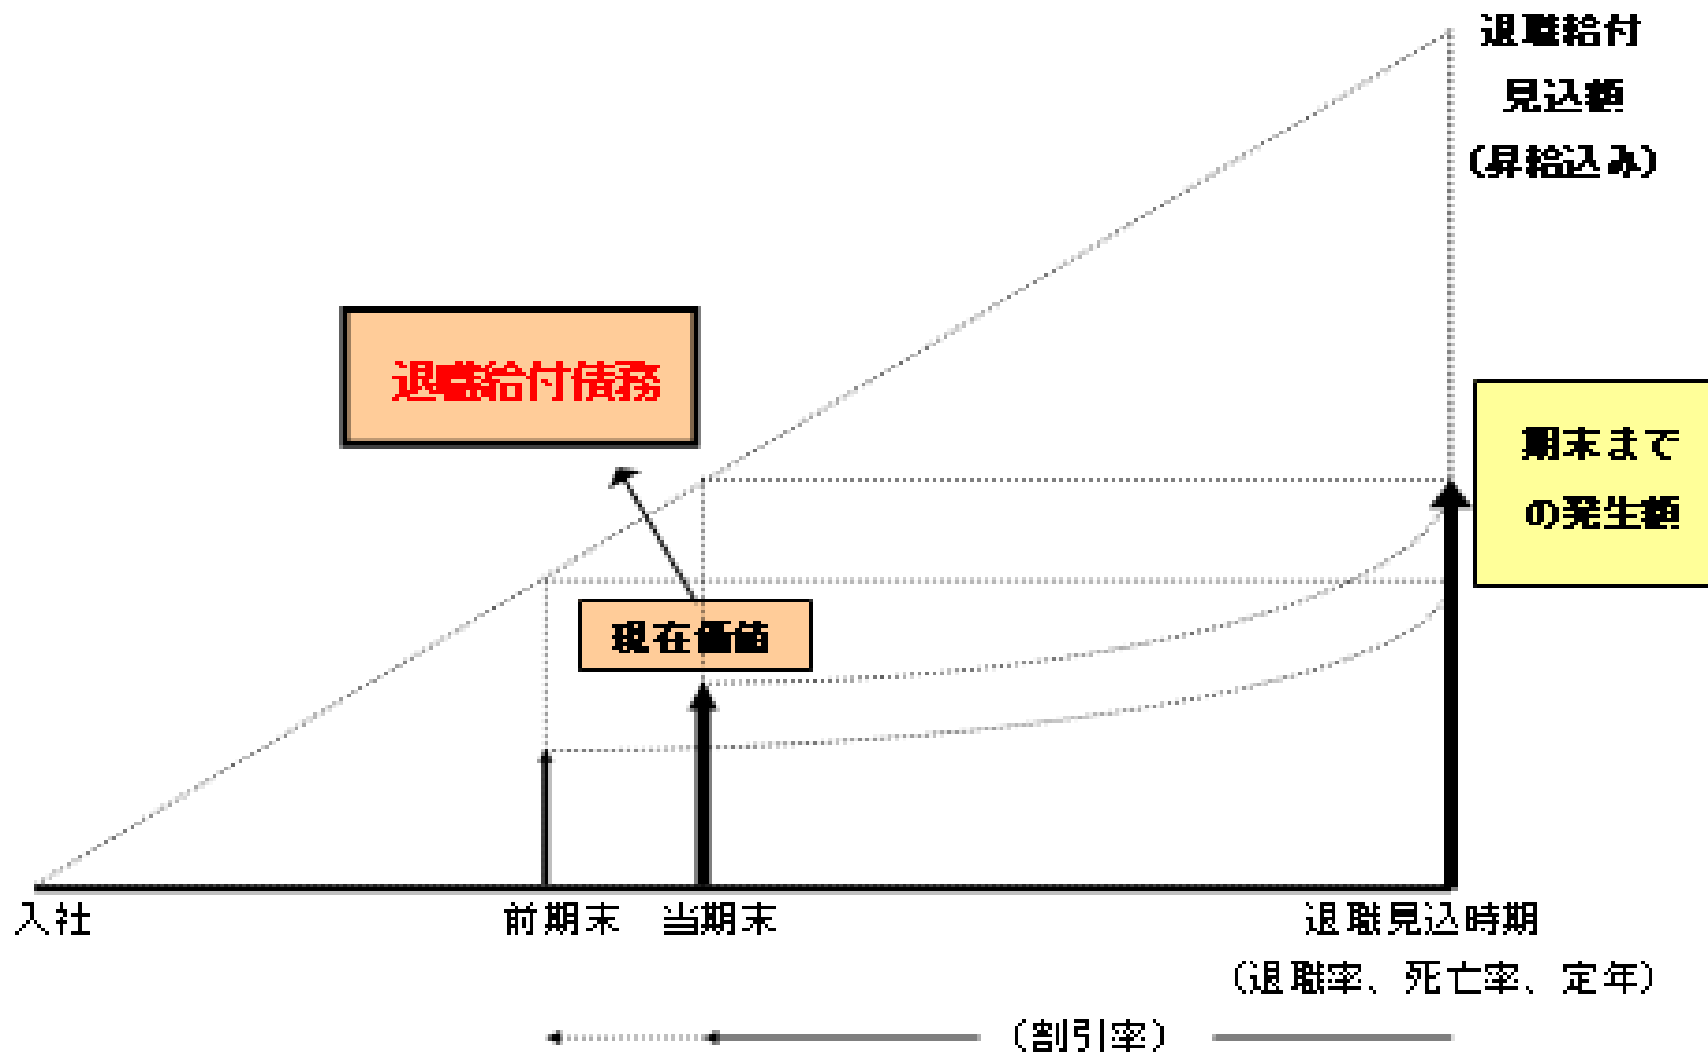 退職給付
見込額
(昇給込み)
退職給付債務
期末まで
の発生額
現在価値
入社
前期末
当期末
退職見込時期
(退職率、死亡率、定年)
(割引率)